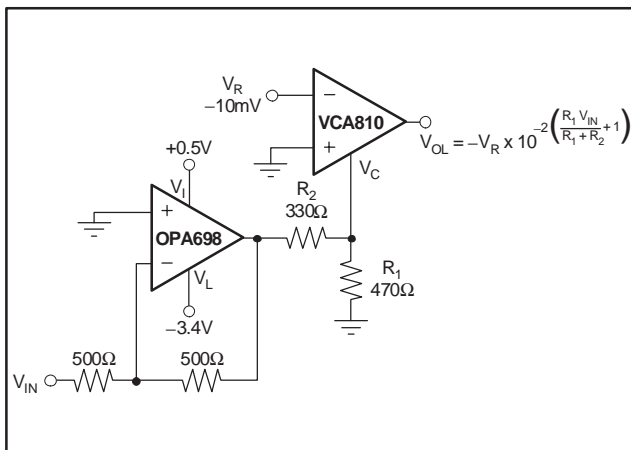 V_R
−10mV
−
VCA810
+
V_OL = −V_R x 10^−2(R_1 V_IN / R_1 + R_2 + 1)
V_C
+0.5V
V_I
+
OPA698
−
V_L
−3.4V
R_2
330Ω
R_1
470Ω
500Ω
500Ω
V_IN